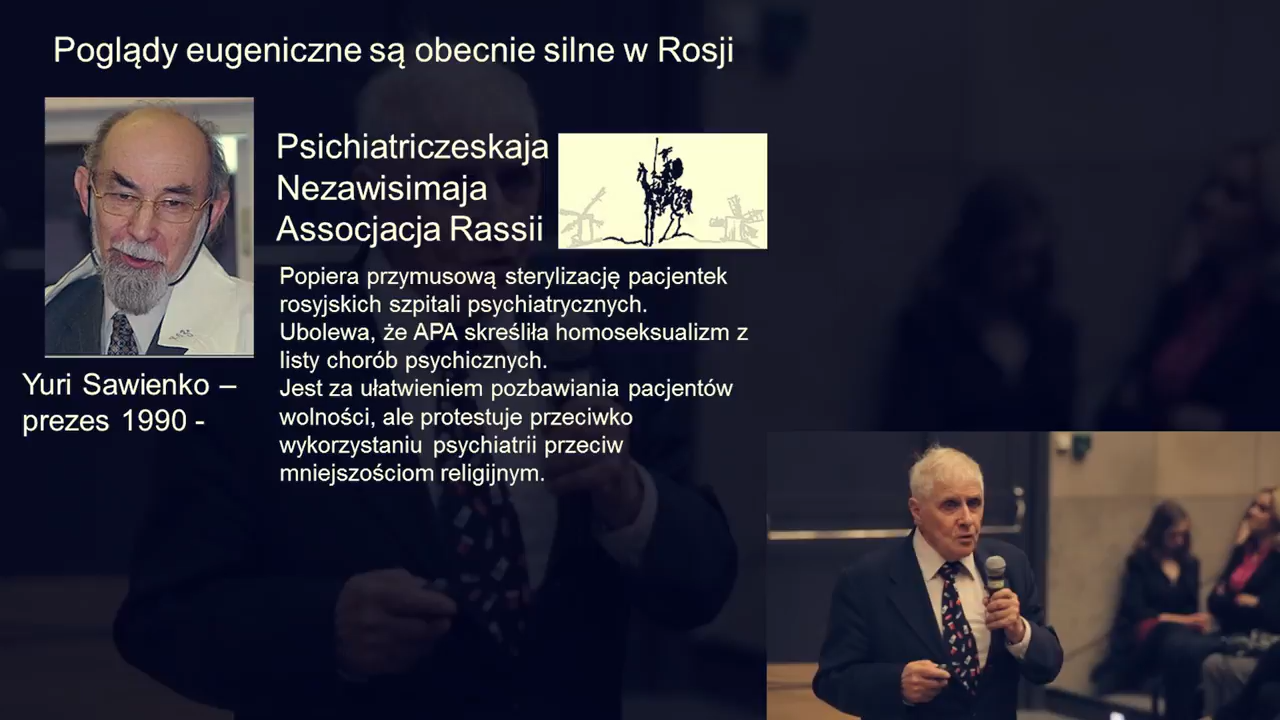 Poglądy eugeniczne są obecnie silne w Rosji
Psichiatriczeskaja
Nezawisimaja
Assocjacja Rassii
Popiera przymusową sterylizację pacjentek
rosyjskich szpitali psychiatrycznych.
Ubolewa, że APA skreśliła homoseksualizm z
listy chorób psychicznych.
Jest za ułatwieniem pozbawiania pacjentów
wolności, ale protestuje przeciwko
wykorzystaniu psychiatrii przeciw
mniejszościom religijnym.
Yuri Sawienko –
prezes 1990 -